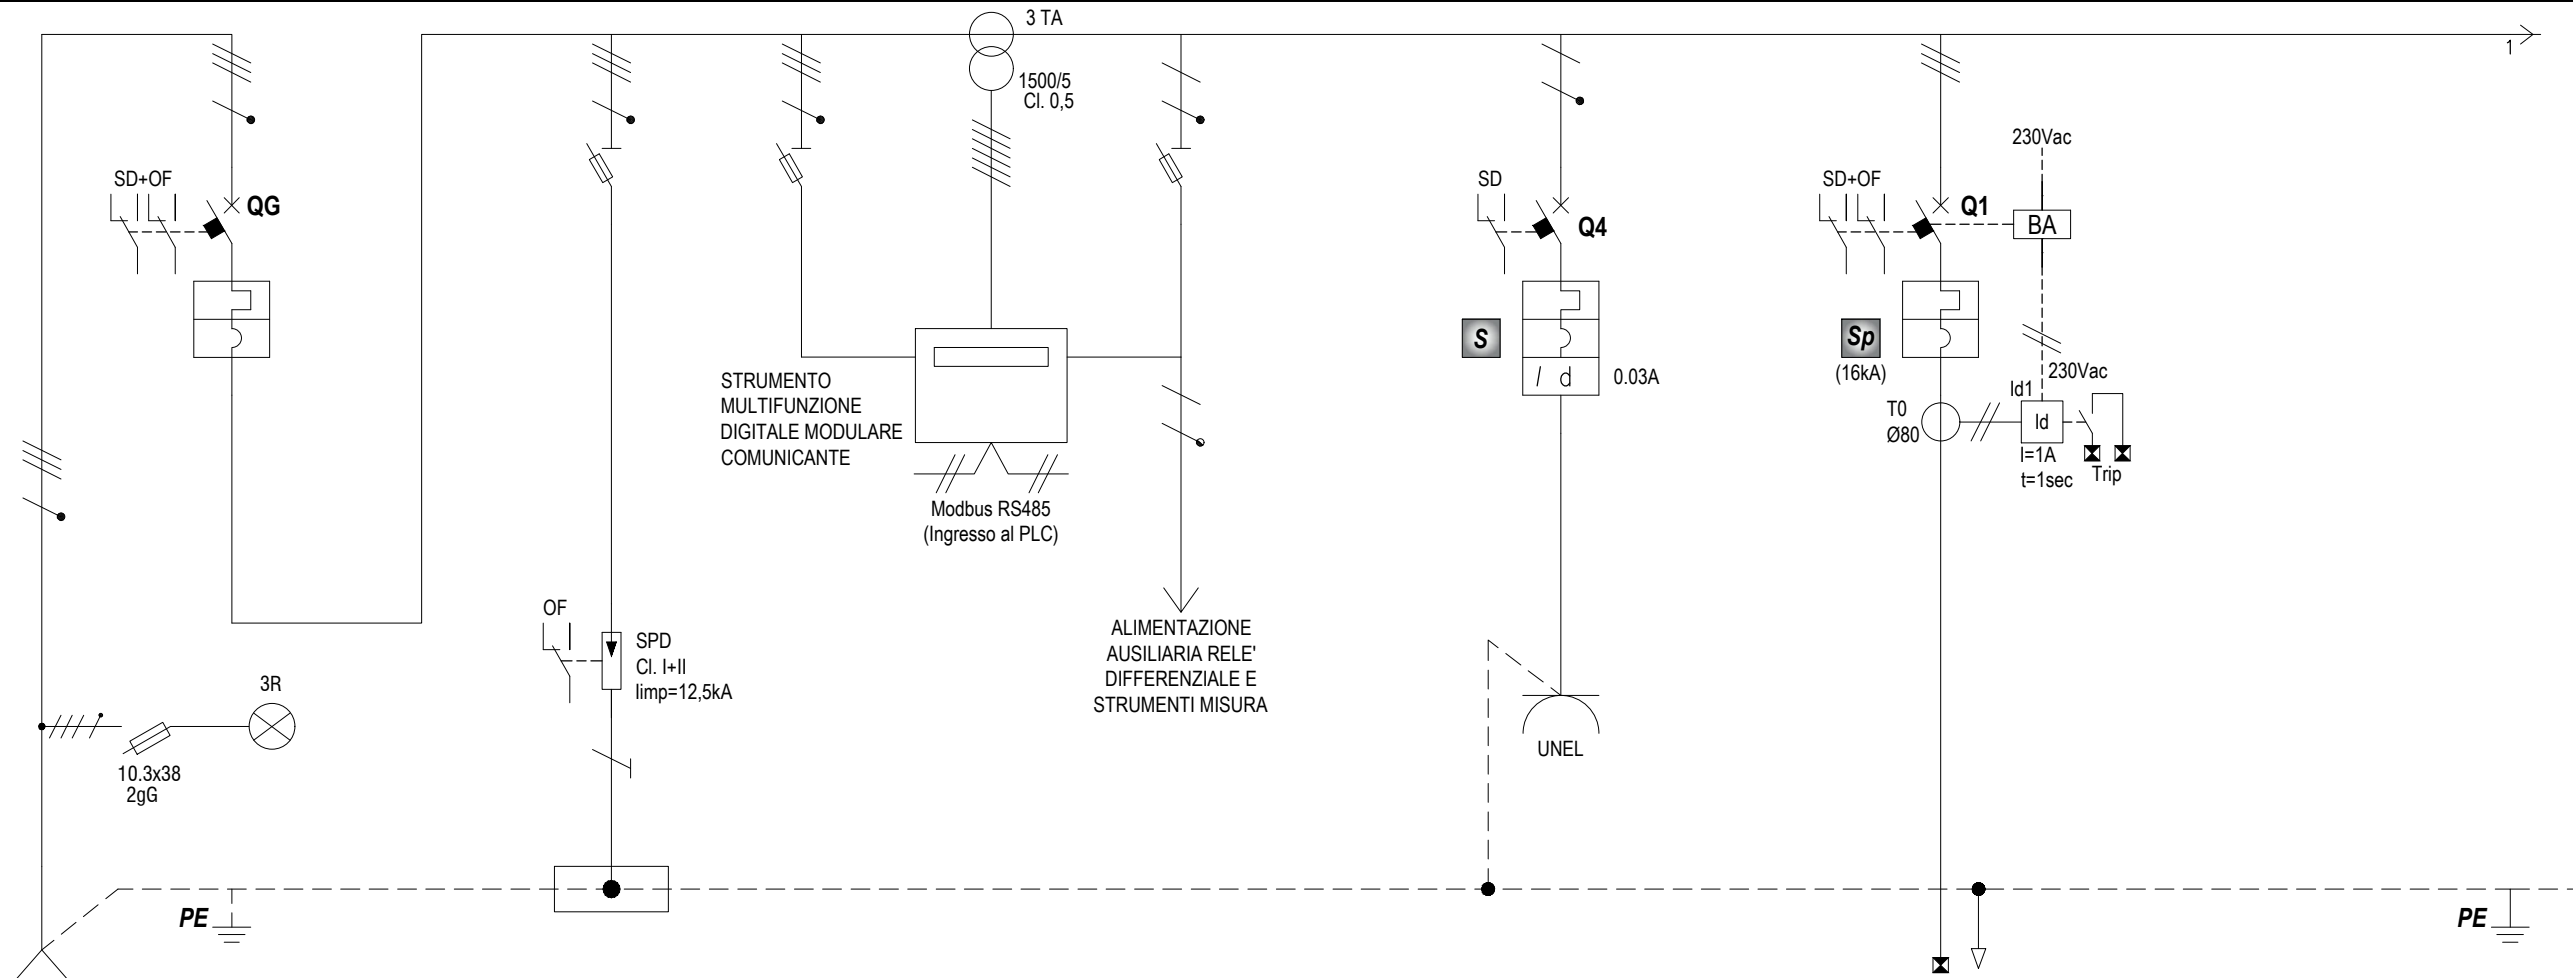 3 TA
1500/5
Cl. 0,5
1
230Vac
SD+OF
QG
SD
Q4
SD+OF
Q1
BA
S
I d
0.03A
Sp
(16kA)
230Vac
Id1
T0
Ø80
Id
I=1A
t=1sec
Trip
STRUMENTO
MULTIFUNZIONE
DIGITALE MODULARE
COMUNICANTE
Modbus RS485
(Ingresso al PLC)
OF
SPD
Cl. I+II
Iimp=12,5kA
ALIMENTAZIONE
AUSILIARIA RELE'
DIFFERENZIALE E
STRUMENTI MISURA
3R
10.3x38
2gG
UNEL
PE
PE